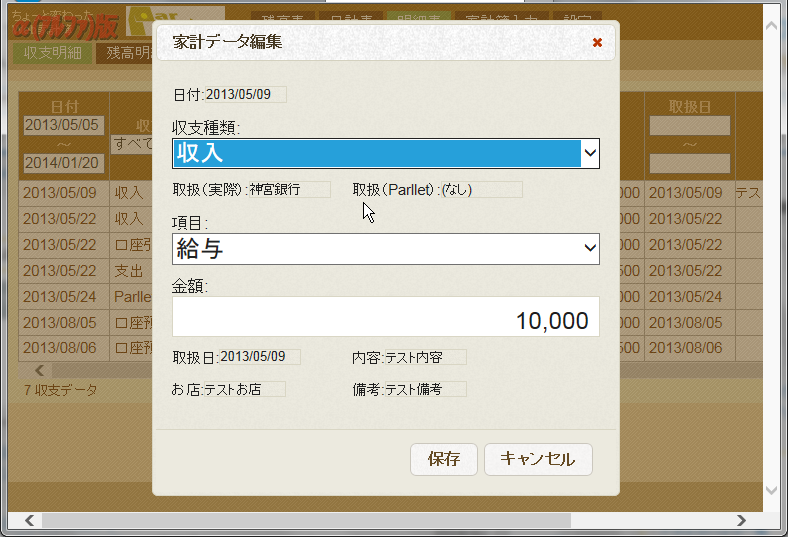 ちょっと変わった
α(アルファ)版
残高表 日計表 明細表 家計簿入力 設定
収支明細 残高明
家計データ編集
日付:2013/05/09
収支種類:
収入
取扱(実際):神宮銀行 取扱(Parllet):(なし)
項目:
給与
金額:
10,000
取扱日:2013/05/09 内容:テスト内容
お店:テストお店 備考:テスト備考
保存 キャンセル
日付 収 取扱日
2013/05/05 すべて
～ ～
2014/01/20
2013/05/09 収入 000 2013/05/09 テス
2013/05/22 収入 000 2013/05/22
2013/05/22 口座引 000 2013/05/22
2013/05/22 支出 500 2013/05/22
2013/05/24 Parlle 000 2013/05/24
2013/08/05 口座預 000 2013/08/05
2013/08/06 口座預 500 2013/08/06
7 収支データ